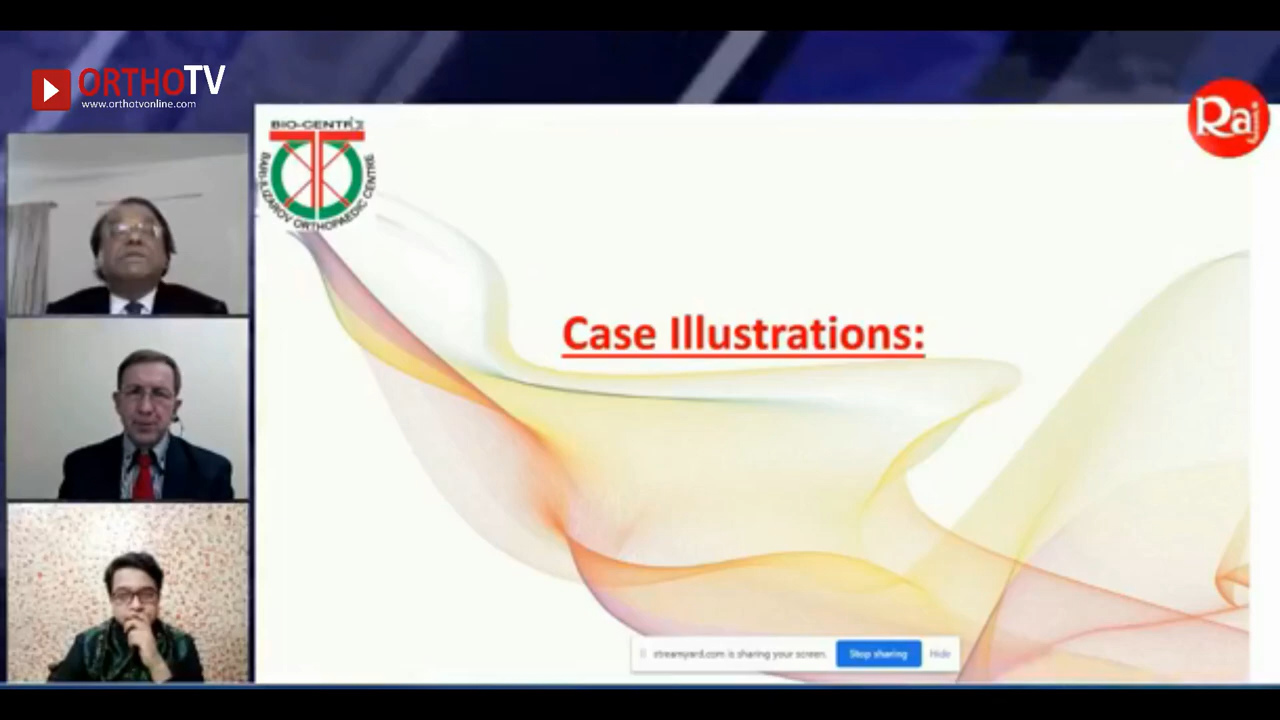 ORTHOTV
www.orthotvonline.com
Raj
BIO-CENTRE
BARI-ILIZAROV ORTHOPAEDIC CENTRE
Case Illustrations:
streamyard.com is sharing your screen.
Stop sharing
Hide